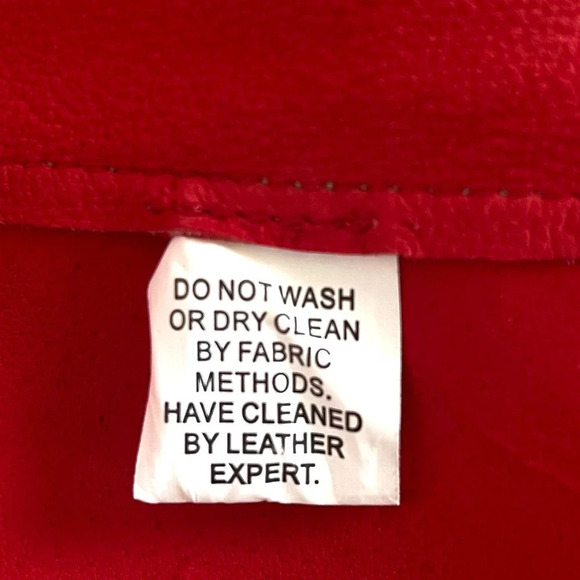 DO NOT WASH
OR DRY CLEAN
BY FABRIC
METHODS.
HAVE CLEANED
BY LEATHER
EXPERT.